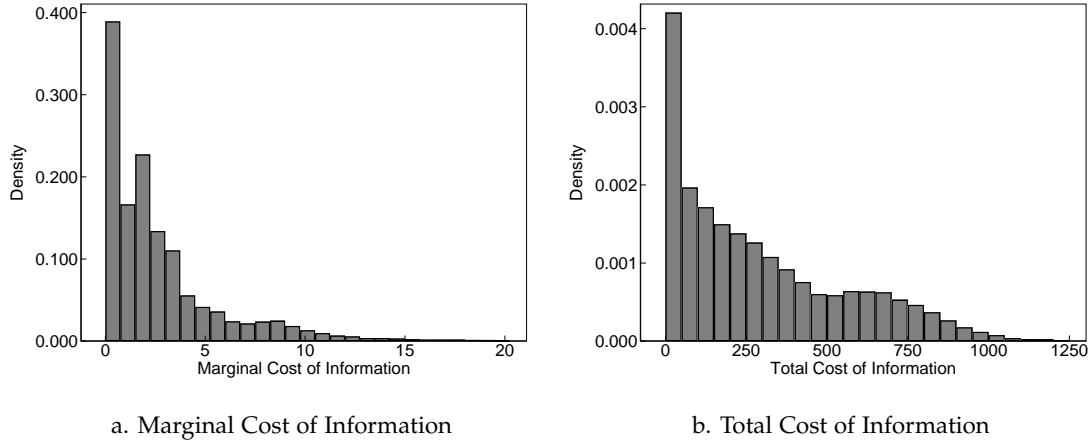 0.400
0.300
0.200
0.100
0.000
Density
0 5 10 15 20
Marginal Cost of Information
a. Marginal Cost of Information
0.004
0.003
0.002
0.001
0.000
Density
0 250 500 750 1000 1250
Total Cost of Information
b. Total Cost of Information